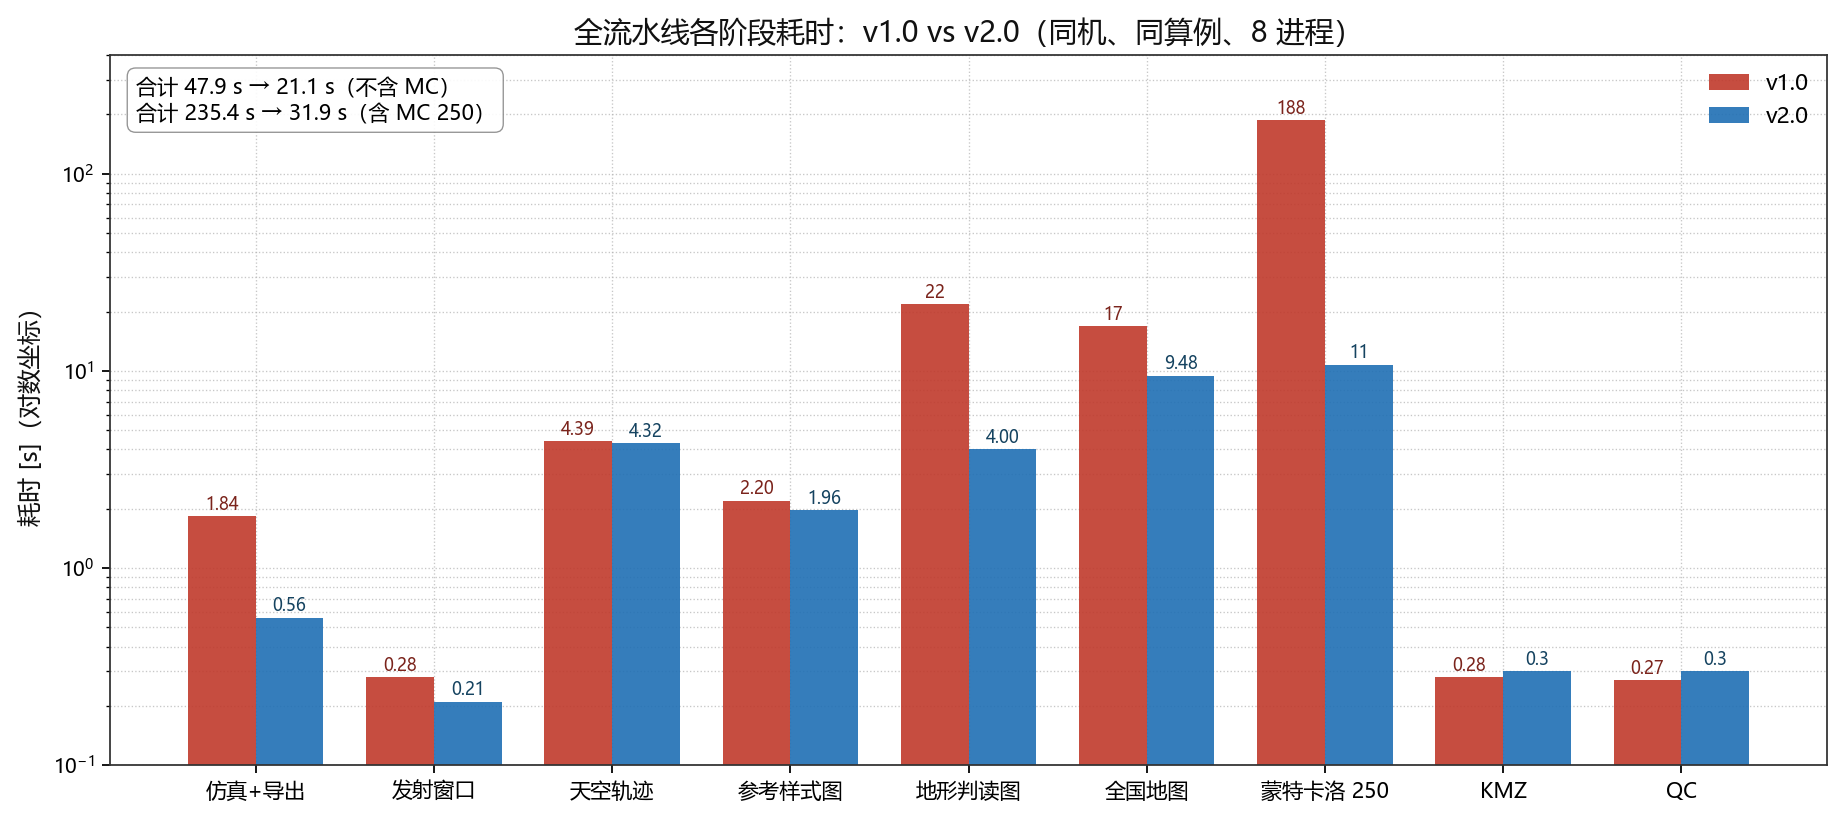 全流水线各阶段耗时：v1.0 vs v2.0（同机、同算例、8 进程）
合计 47.9 s → 21.1 s（不含 MC）
合计 235.4 s → 31.9 s（含 MC 250）
v1.0
v2.0
耗时 [s]（对数坐标）
10²
10¹
10⁰
10⁻¹
1.84
0.56
0.28
0.21
4.39
4.32
2.20
1.96
22
4.00
17
9.48
188
11
0.28
0.3
0.27
0.3
仿真+导出
发射窗口
天空轨迹
参考样式图
地形判读图
全国地图
蒙特卡洛 250
KMZ
QC